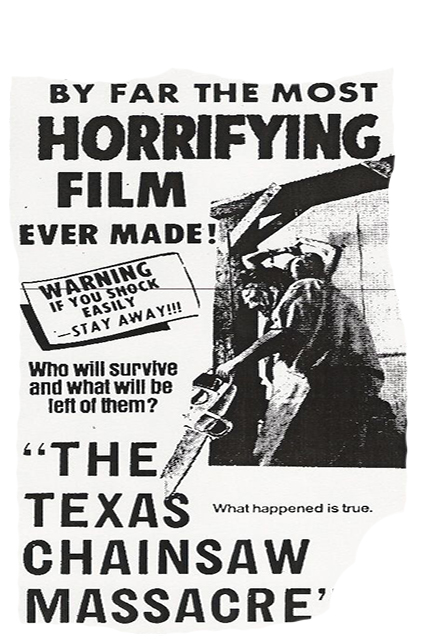 BY FAR THE MOST
HORRIFYING
FILM
EVER MADE!
WARNING
IF YOU SHOCK
EASILY
—STAY AWAY!!!
Who will survive
and what will be
left of them?
"THE
TEXAS
CHAINSAW
MASSACRE"
What happened is true.